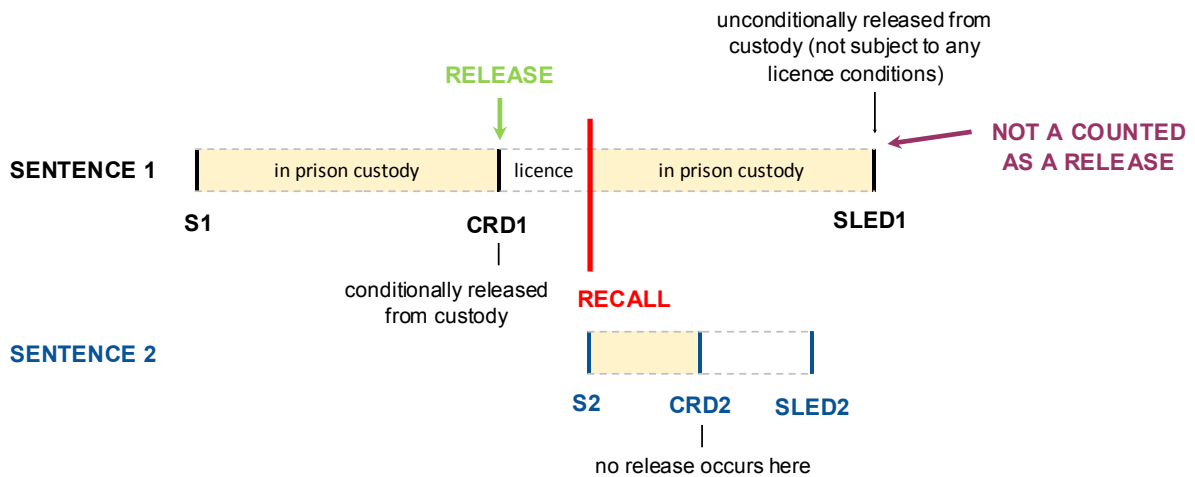 unconditionally released from
custody (not subject to any
licence conditions)
RELEASE
NOT A COUNTED
AS A RELEASE
SENTENCE 1
in prison custody
licence
in prison custody
S1
CRD1
SLED1
conditionally released
from custody
RECALL
SENTENCE 2
S2
CRD2
SLED2
no release occurs here